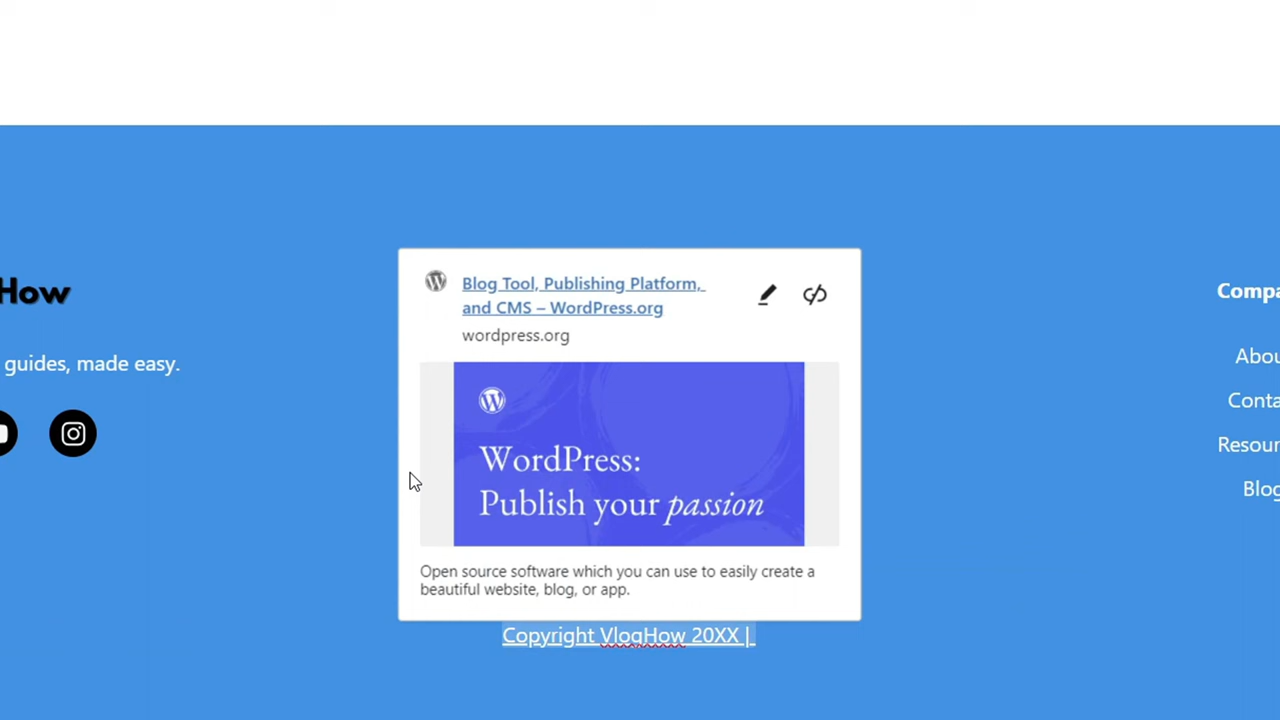 Blog Tool, Publishing Platform,
and CMS – WordPress.org
wordpress.org
How
guides, made easy.
WordPress:
Publish your passion
Open source software which you can use to easily create a
beautiful website, blog, or app.
Copyright VlogHow 20XX |
Compa
Abou
Conta
Resour
Blog